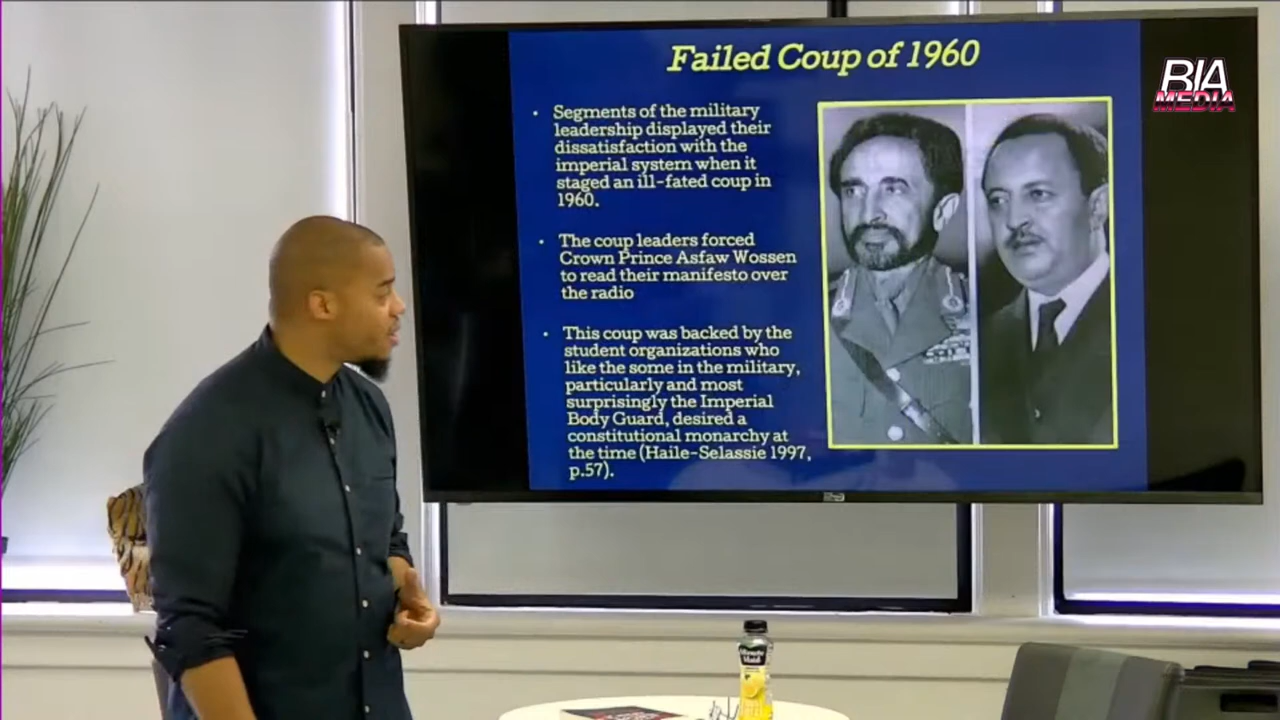 Failed Coup of 1960
BIA
MEDIA
• Segments of the military
leadership displayed their
dissatisfaction with the
imperial system when it
staged an ill-fated coup in
1960.
• The coup leaders forced
Crown Prince Asfaw Wossen
to read their manifesto over
the radio
• This coup was backed by the
student organizations who
like the some in the military,
particularly and most
surprisingly the Imperial
Body Guard, desired a
constitutional monarchy at
the time (Haile-Selassie 1997,
p.57).
Minute
Maid